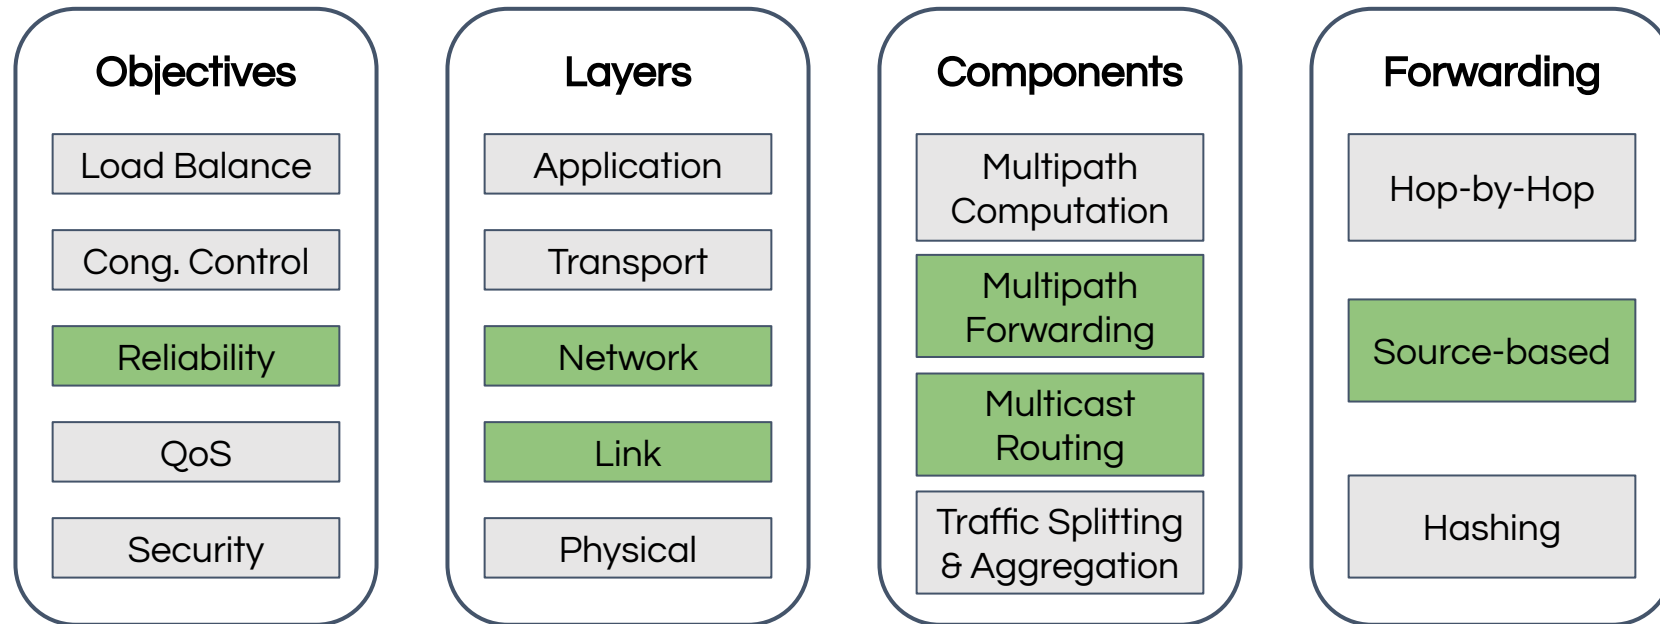 Objectives
Load Balance
Cong. Control
Reliability
QoS
Security
Layers
Application
Transport
Network
Link
Physical
Components
Multipath
Computation
Multipath
Forwarding
Multicast
Routing
Traffic Splitting
& Aggregation
Forwarding
Hop-by-Hop
Source-based
Hashing